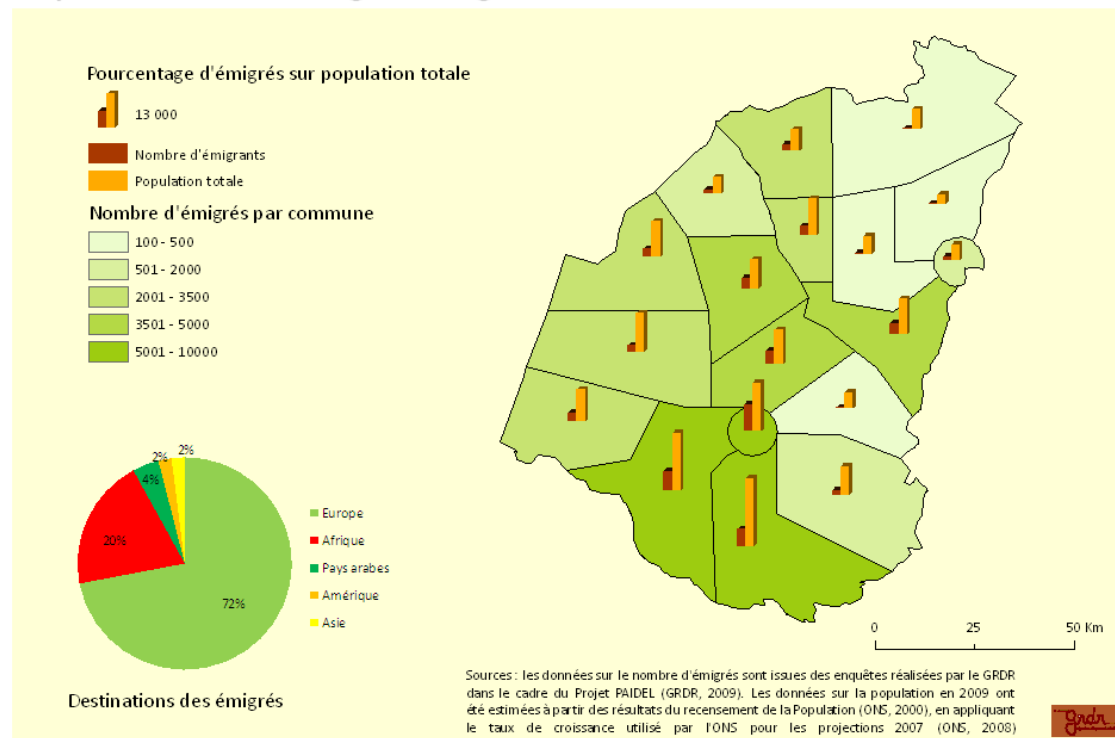 Pourcentage d'émigrés sur population totale
13 000
Nombre d'émigrants
Population totale
Nombre d'émigrés par commune
100 - 500
501 - 2000
2001 - 3500
3501 - 5000
5001 - 10000
2%
2%
4%
20%
72%
Europe
Afrique
Pays arabes
Amérique
Asie
Destinations des émigrés
0 25 50 Km
Sources : les données sur le nombre d'émigrés sont issues des enquêtes réalisées par le GRDR
dans le cadre du Projet PAIDEL (GRDR, 2009). Les données sur la population en 2009 ont
été estimées à partir des résultats du recensement de la Population (ONS, 2000), en appliquant
le taux de croissance utilisé par l'ONS pour les projections 2007 (ONS, 2008)
grdr